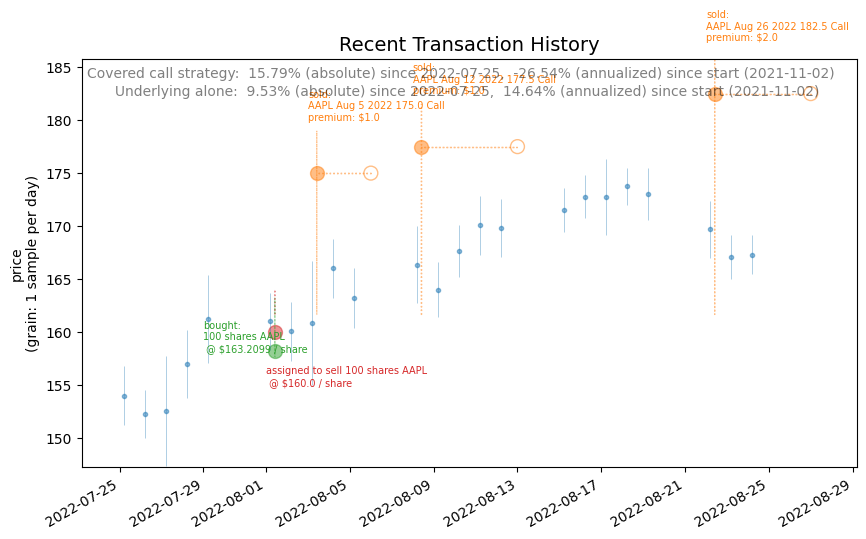 sold:
AAPL Aug 26 2022 182.5 Call
premium: $2.0
Recent Transaction History
Covered call strategy: 15.79% (absolute) since 2022-07-25, -26.54% (annualized) since start (2021-11-02)
Underlying alone: 9.53% (absolute) since 2022-07-25, 14.64% (annualized) since start (2021-11-02)
sold:
AAPL Aug 12 2022 177.5 Call
premium: $1.0
sold:
AAPL Aug 5 2022 175.0 Call
premium: $1.0
bought:
100 shares AAPL
@ $163.2099 / share
assigned to sell 100 shares AAPL
@ $160.0 / share
price
(grain: 1 sample per day)
185
180
175
170
165
160
155
150
2022-07-25
2022-07-29
2022-08-01
2022-08-05
2022-08-09
2022-08-13
2022-08-17
2022-08-21
2022-08-25
2022-08-29